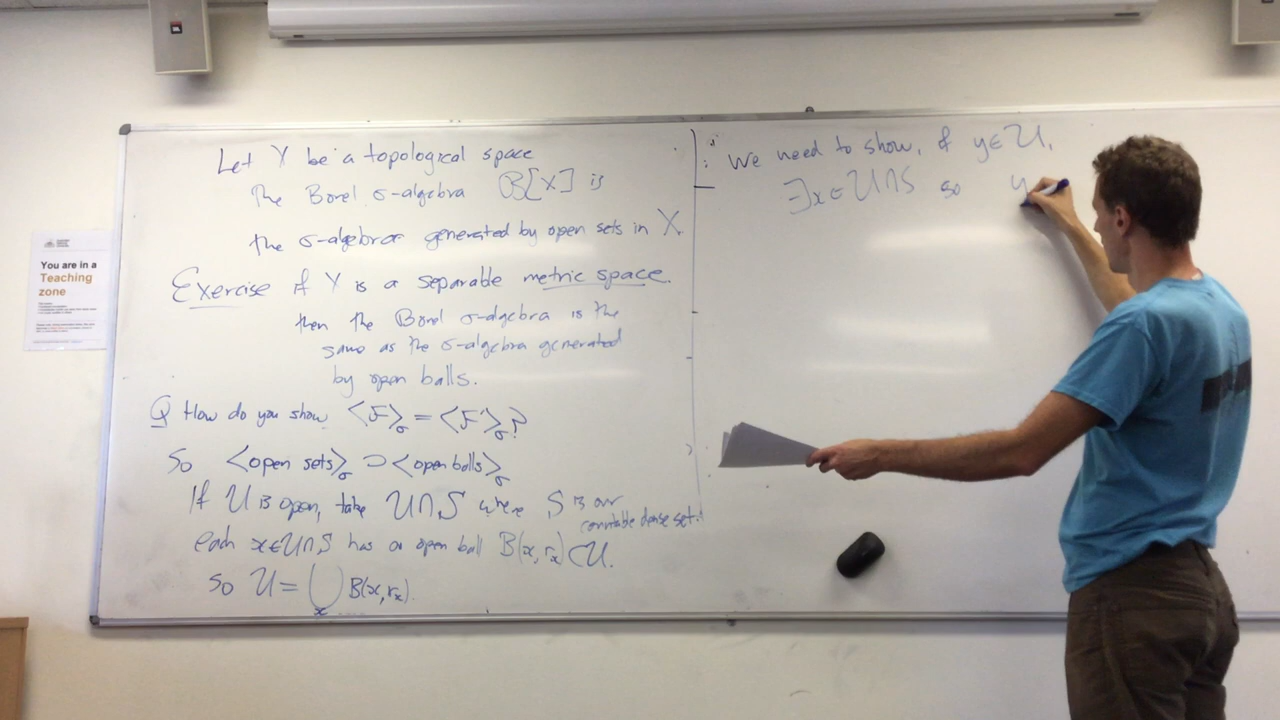 Let X be a topological space
the Borel σ-algebra B[X] is
the σ-algebra generated by open sets in X
Exercise if X is a separable metric space
then the Borel σ-algebra is the
same as the σ-algebra generated
by open balls.
Q How do you show <F>σ = <F'>σ?
So <open sets>σ ⊃ <open balls>σ
If U is open, take U∩S where S is our
countable dense set.
each x∈U∩S has an open ball B(x,rₓ)⊂U.
so U = ⋃ₓ B(x,rₓ).
: We need to show, if y∈U,
∃x∈U∩S so y
You are in a
Teaching
zone